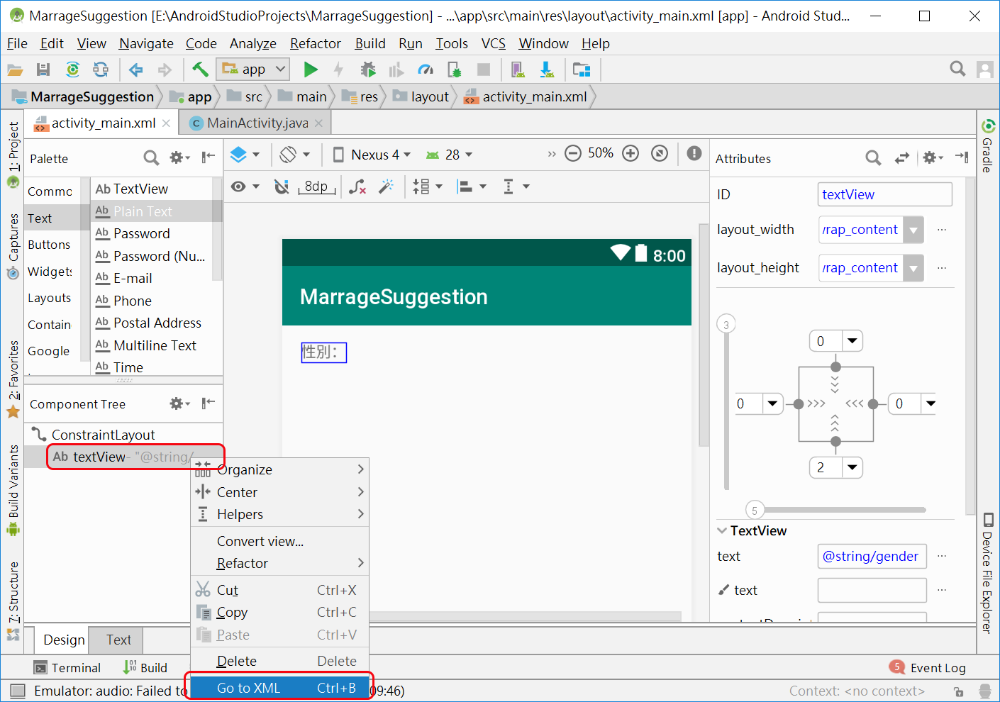 MarrageSuggestion [E:\AndroidStudioProjects\MarrageSuggestion] - ...\app\src\main\res\layout\activity_main.xml [app] - Android Stud...
File Edit View Navigate Code Analyze Refactor Build Run Tools VCS Window Help
app
MarrageSuggestion app src main res layout activity_main.xml
activity_main.xml MainActivity.java
1: Project
Captures
2: Favorites
Build Variants
7: Structure
Palette
Commo
Text
Buttons
Widgets
Layouts
Contain
Google
Ab TextView
Ab Plain Text
Ab Password
Ab Password (Nu...
Ab E-mail
Ab Phone
Ab Postal Address
Ab Multiline Text
Ab Time
Component Tree
ConstraintLayout
Ab textView- "@string/
Nexus 4 28 50%
8dp
8:00
MarrageSuggestion
性別：
Organize
Center
Helpers
Convert view...
Refactor
Cut Ctrl+X
Copy Ctrl+C
Paste Ctrl+V
Delete Delete
Go to XML Ctrl+B
Attributes
ID textView
layout_width rap_content ...
layout_height rap_content ...
3
0
0 0
2
5
TextView
text @string/gender ...
text ...
Gradle
Device File Explorer
Design Text
Terminal Build 5 Event Log
Emulator: audio: Failed to 09:46) Context: <no context>